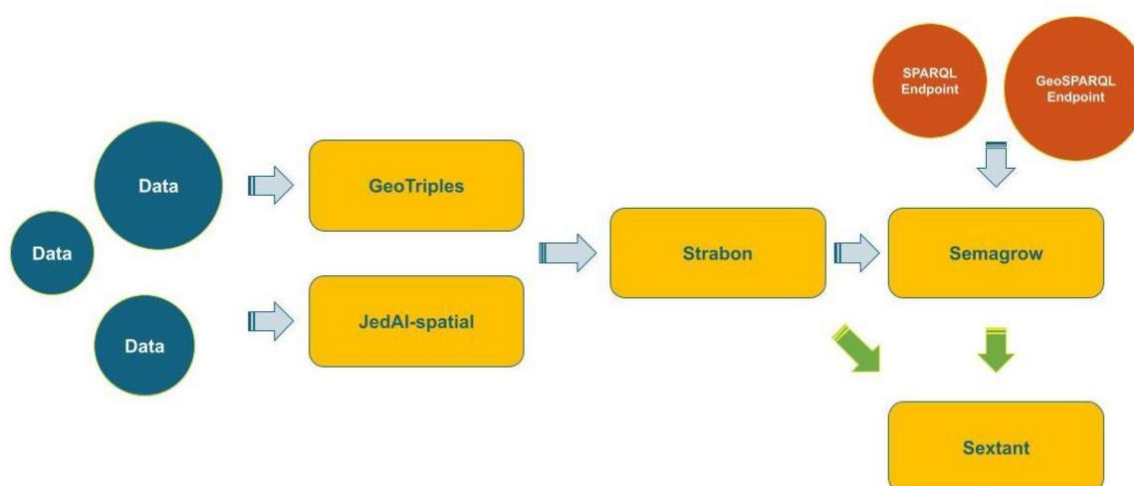 SPARQL
Endpoint
GeoSPARQL
Endpoint
Data
GeoTriples
Data
Strabon
Semagrow
Data
JedAI-spatial
Sextant